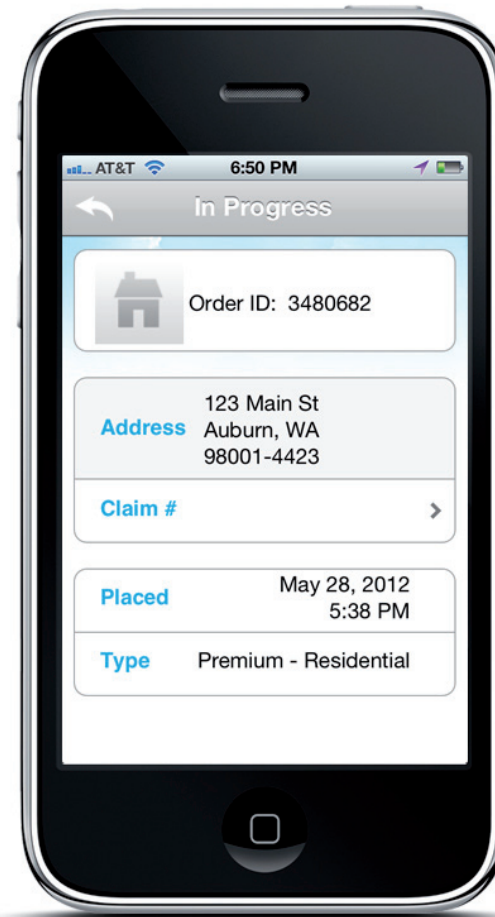 AT&T 6:50 PM
In Progress
Order ID: 3480682
Address
123 Main St
Auburn, WA
98001-4423
Claim #
Placed
May 28, 2012
5:38 PM
Type Premium - Residential